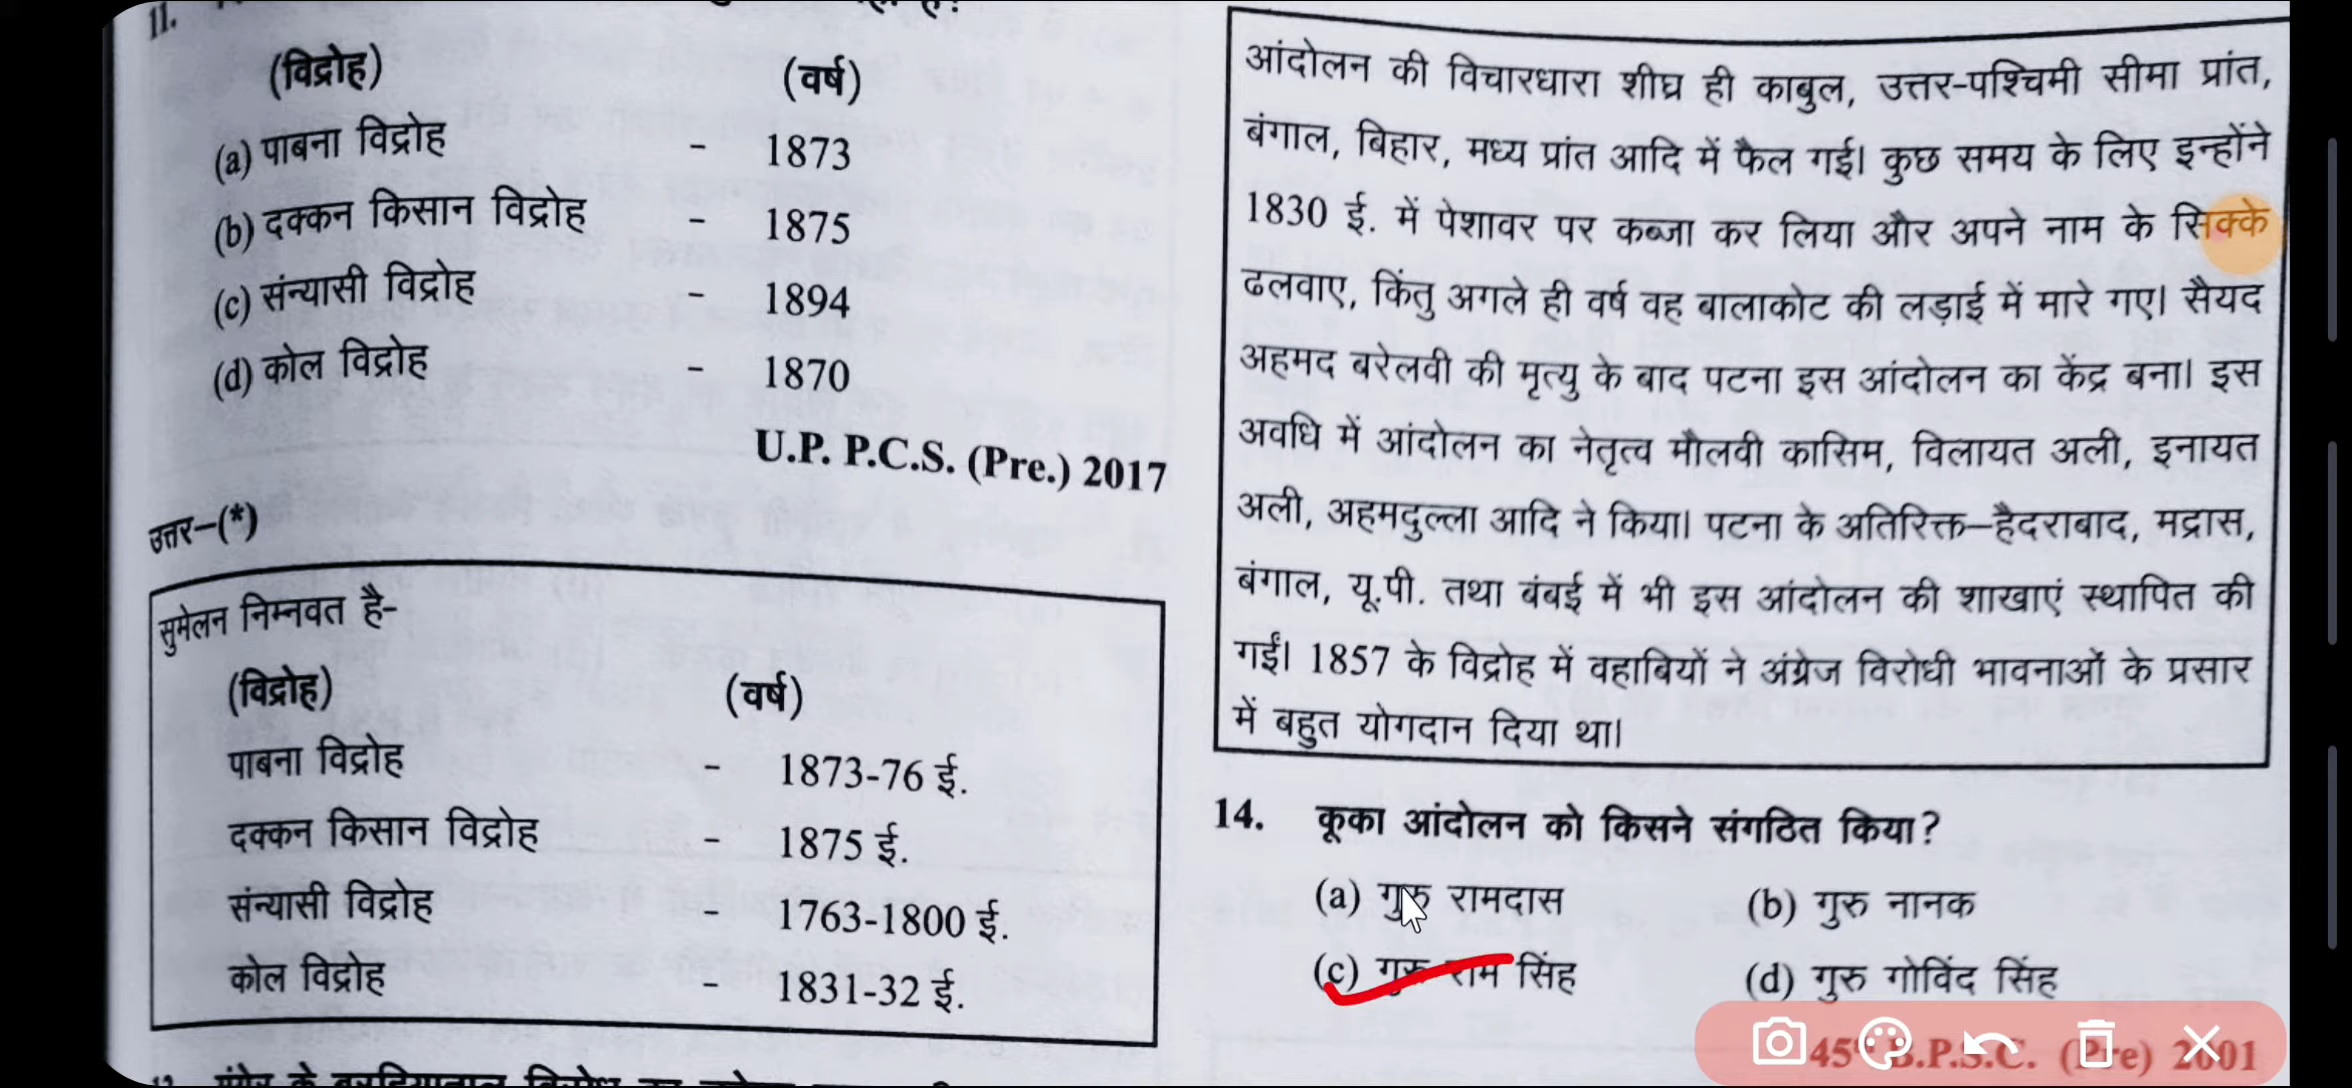 11.
(विद्रोह) (वर्ष)
(a) पाबना विद्रोह - 1873
(b) दक्कन किसान विद्रोह - 1875
(c) संन्यासी विद्रोह - 1894
(d) कोल विद्रोह - 1870
U.P. P.C.S. (Pre.) 2017
उत्तर–(*)
सुमेलन निम्नवत है-
(विद्रोह) (वर्ष)
पाबना विद्रोह - 1873-76 ई.
दक्कन किसान विद्रोह - 1875 ई.
संन्यासी विद्रोह - 1763-1800 ई.
कोल विद्रोह - 1831-32 ई.
आंदोलन की विचारधारा शीघ्र ही काबुल, उत्तर-पश्चिमी सीमा प्रांत,
बंगाल, बिहार, मध्य प्रांत आदि में फैल गई। कुछ समय के लिए इन्होंने
1830 ई. में पेशावर पर कब्जा कर लिया और अपने नाम के सिक्के
ढलवाए, किंतु अगले ही वर्ष वह बालाकोट की लड़ाई में मारे गए। सैयद
अहमद बरेलवी की मृत्यु के बाद पटना इस आंदोलन का केंद्र बना। इस
अवधि में आंदोलन का नेतृत्व मौलवी कासिम, विलायत अली, इनायत
अली, अहमदुल्ला आदि ने किया। पटना के अतिरिक्त–हैदराबाद, मद्रास,
बंगाल, यू.पी. तथा बंबई में भी इस आंदोलन की शाखाएं स्थापित की
गईं। 1857 के विद्रोह में वहाबियों ने अंग्रेज विरोधी भावनाओं के प्रसार
में बहुत योगदान दिया था।
14. कूका आंदोलन को किसने संगठित किया?
(a) गुरु रामदास (b) गुरु नानक
(c) गुरु राम सिंह (d) गुरु गोविंद सिंह
45th B.P.S.C. (Pre) 2001